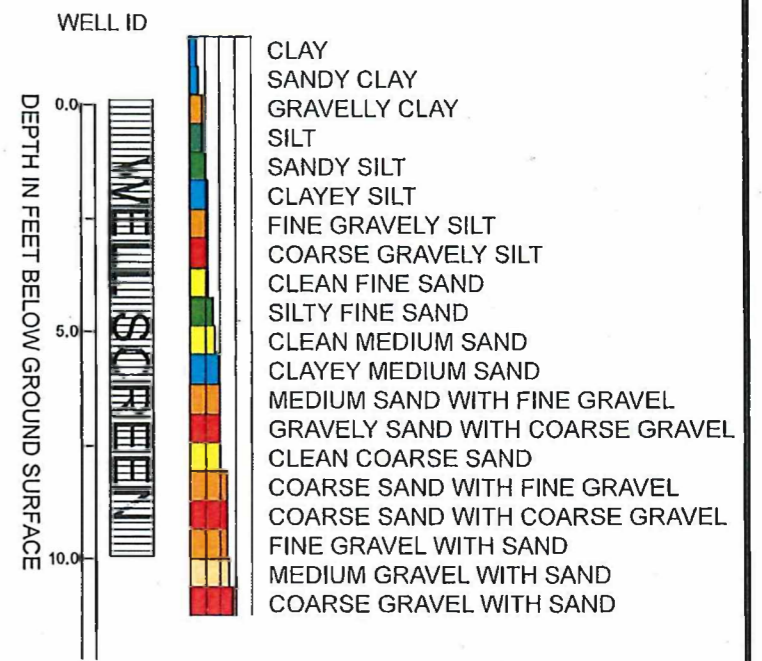 WELL ID
DEPTH IN FEET BELOW GROUND SURFACE
0.0
5.0
10.0
WELL SCREEN
CLAY
SANDY CLAY
GRAVELLY CLAY
SILT
SANDY SILT
CLAYEY SILT
FINE GRAVELY SILT
COARSE GRAVELY SILT
CLEAN FINE SAND
SILTY FINE SAND
CLEAN MEDIUM SAND
CLAYEY MEDIUM SAND
MEDIUM SAND WITH FINE GRAVEL
GRAVELY SAND WITH COARSE GRAVEL
CLEAN COARSE SAND
COARSE SAND WITH FINE GRAVEL
COARSE SAND WITH COARSE GRAVEL
FINE GRAVEL WITH SAND
MEDIUM GRAVEL WITH SAND
COARSE GRAVEL WITH SAND